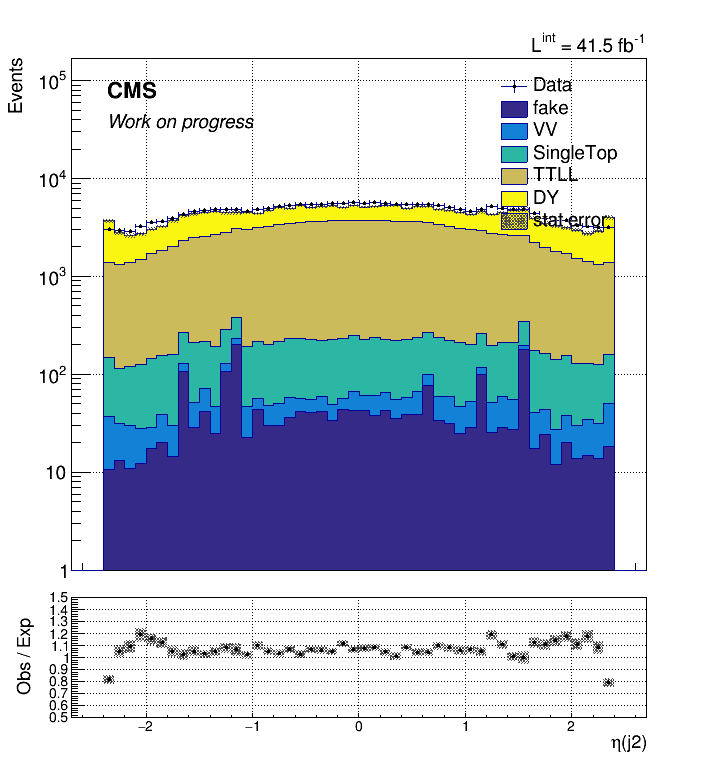 L^int = 41.5 fb^-1
Events
10^5
10^4
10^3
10^2
10
1
CMS
Work on progress
Data
fake
VV
SingleTop
TTLL
DY
stat error
Obs / Exp
1.5
1.4
1.3
1.2
1.1
1
0.9
0.8
0.7
0.6
0.5
−2
−1
0
1
2
η(j2)